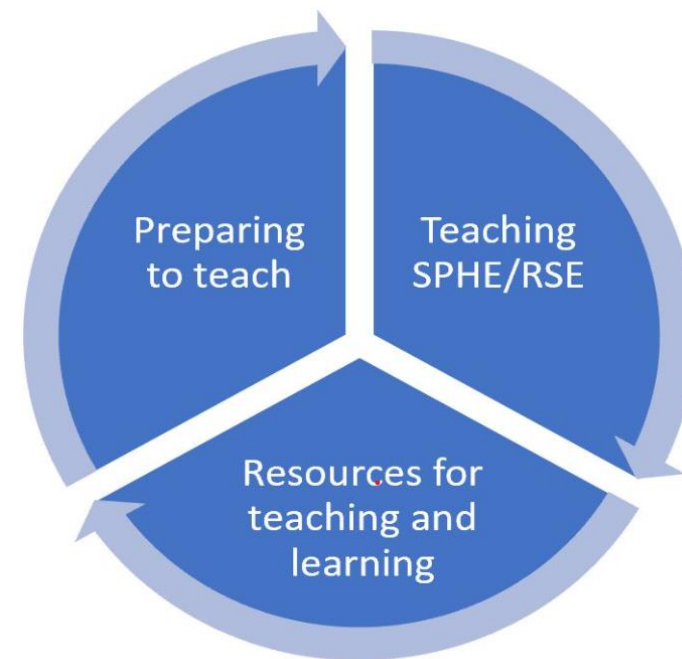 Preparing
to teach
Teaching
SPHE/RSE
Resources for
teaching and
learning